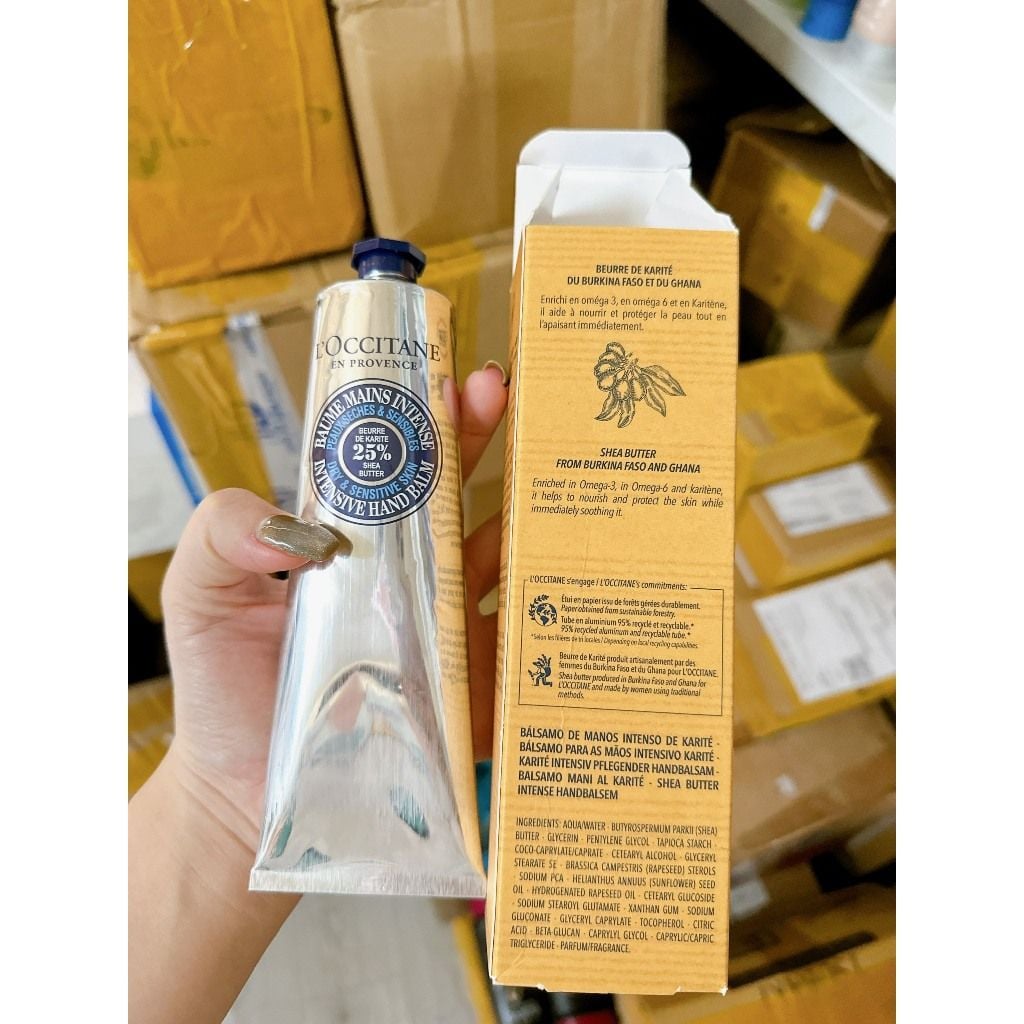 L'OCCITANE
EN PROVENCE
BAUME MAINS INTENSE
PEAUX SÈCHES & SENSIBLES
BEURRE
DE KARITÉ
25%
SHEA
BUTTER
DRY & SENSITIVE SKIN
INTENSIVE HAND BALM
BEURRE DE KARITÉ
DU BURKINA FASO ET DU GHANA
Enrichi en oméga 3, en oméga 6 et en Karitène,
il aide à nourrir et protéger la peau tout en
l'apaisant immédiatement.
SHEA BUTTER
FROM BURKINA FASO AND GHANA
Enriched in Omega-3, in Omega-6 and karitène,
it helps to nourish and protect the skin while
immediately soothing it.
L'OCCITANE s'engage / L'OCCITANE's commitments:
Étui en papier issu de forêts gérées durablement.
Paper obtained from sustainable forestry.
Tube en aluminium 95% recyclé et recyclable.*
95% recycled aluminum and recyclable tube.*
*Selon les filières de tri locales / Depending on local recycling capabilities.
Beurre de Karité produit artisanalement par des
femmes du Burkina Faso et du Ghana pour L'OCCITANE.
Shea butter produced in Burkina Faso and Ghana for
L'OCCITANE and made by women using traditional
methods.
BÁLSAMO DE MANOS INTENSO DE KARITÉ -
BÁLSAMO PARA AS MÃOS INTENSIVO KARITÉ -
KARITÉ INTENSIV PFLEGENDER HANDBALSAM -
BALSAMO MANI AL KARITÉ - SHEA BUTTER
INTENSE HANDBALSEM
INGREDIENTS: AQUA/WATER · BUTYROSPERMUM PARKII (SHEA)
BUTTER · GLYCERIN · PENTYLENE GLYCOL · TAPIOCA STARCH ·
COCO-CAPRYLATE/CAPRATE · CETEARYL ALCOHOL · GLYCERYL
STEARATE SE · BRASSICA CAMPESTRIS (RAPESEED) STEROLS
· SODIUM PCA · HELIANTHUS ANNUUS (SUNFLOWER) SEED
OIL · HYDROGENATED RAPESEED OIL · CETEARYL GLUCOSIDE
· SODIUM STEAROYL GLUTAMATE · XANTHAN GUM · SODIUM
GLUCONATE · GLYCERYL CAPRYLATE · TOCOPHEROL · CITRIC
ACID · BETA-GLUCAN · CAPRYLYL GLYCOL · CAPRYLIC/CAPRIC
TRIGLYCERIDE · PARFUM/FRAGRANCE.